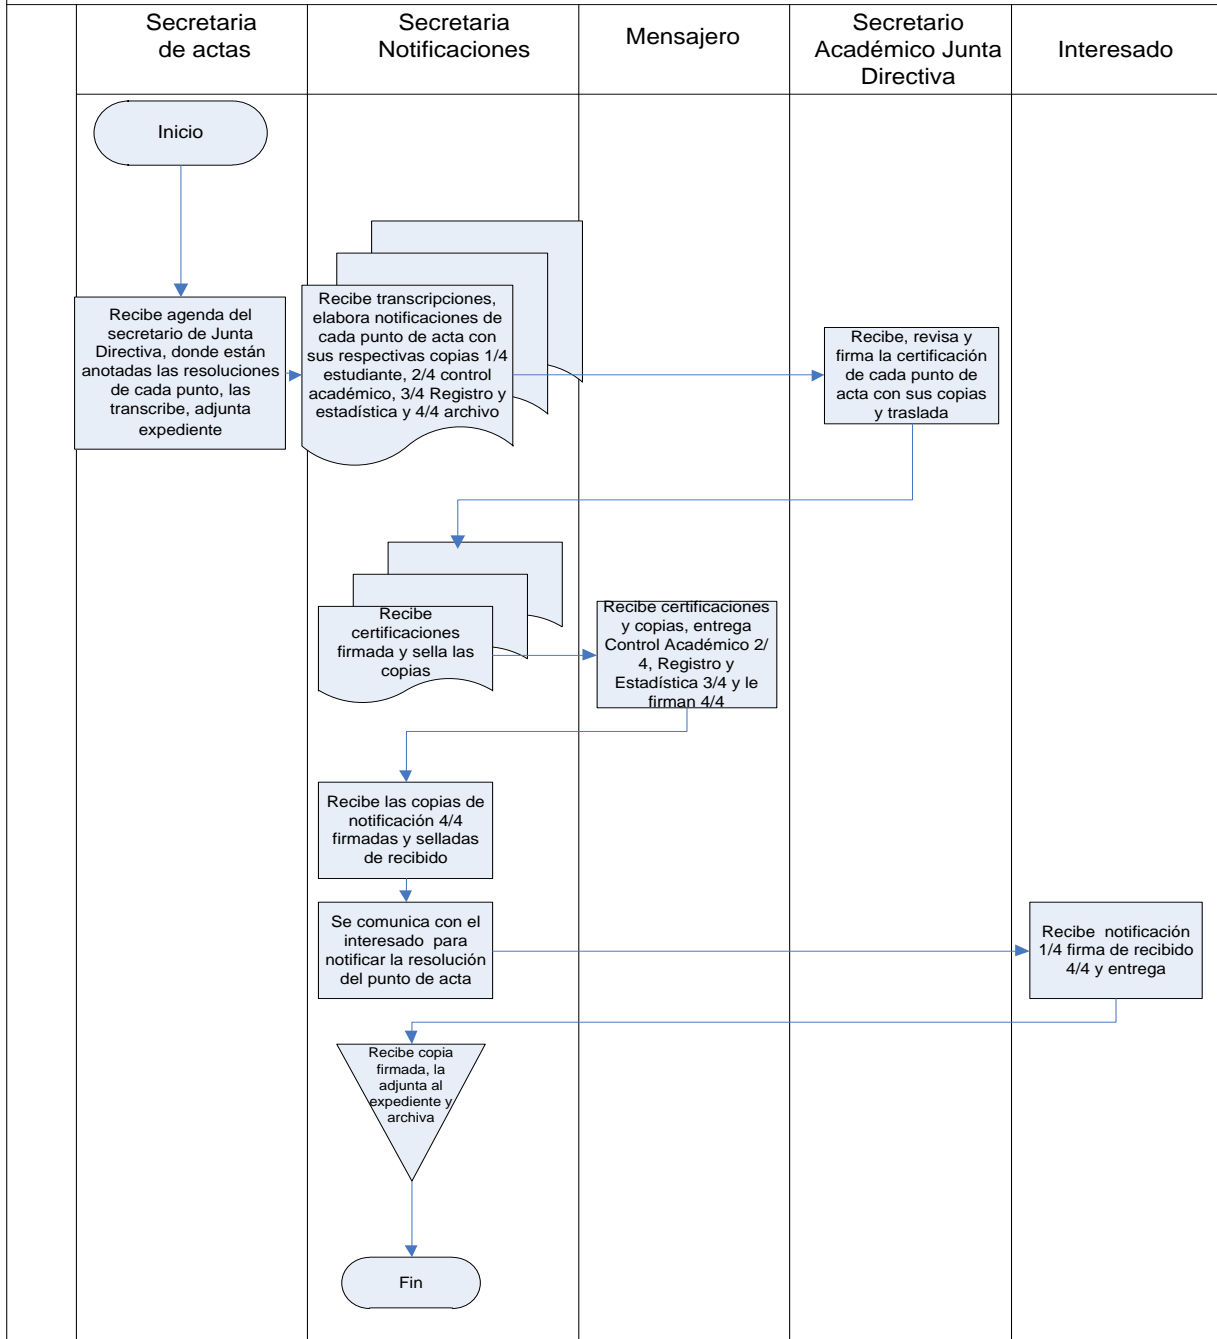 Secretaria
de actas
Secretaria
Notificaciones
Mensajero
Secretario
Académico Junta
Directiva
Interesado
Inicio
Recibe agenda del
secretario de Junta
Directiva, donde están
anotadas las resoluciones
de cada punto, las
transcribe, adjunta
expediente
Recibe transcripciones,
elabora notificaciones de
cada punto de acta con
sus respectivas copias 1/4
estudiante, 2/4 control
académico, 3/4 Registro y
estadística y 4/4 archivo
Recibe, revisa y
firma la certificación
de cada punto de
acta con sus copias
y traslada
Recibe
certificaciones
firmada y sella las
copias
Recibe certificaciones
y copias, entrega
Control Académico 2/
4, Registro y
Estadística 3/4 y le
firman 4/4
Recibe las copias de
notificación 4/4
firmadas y selladas
de recibido
Se comunica con el
interesado para
notificar la resolución
del punto de acta
Recibe notificación
1/4 firma de recibido
4/4 y entrega
Recibe copia
firmada, la
adjunta al
expediente y
archiva
Fin